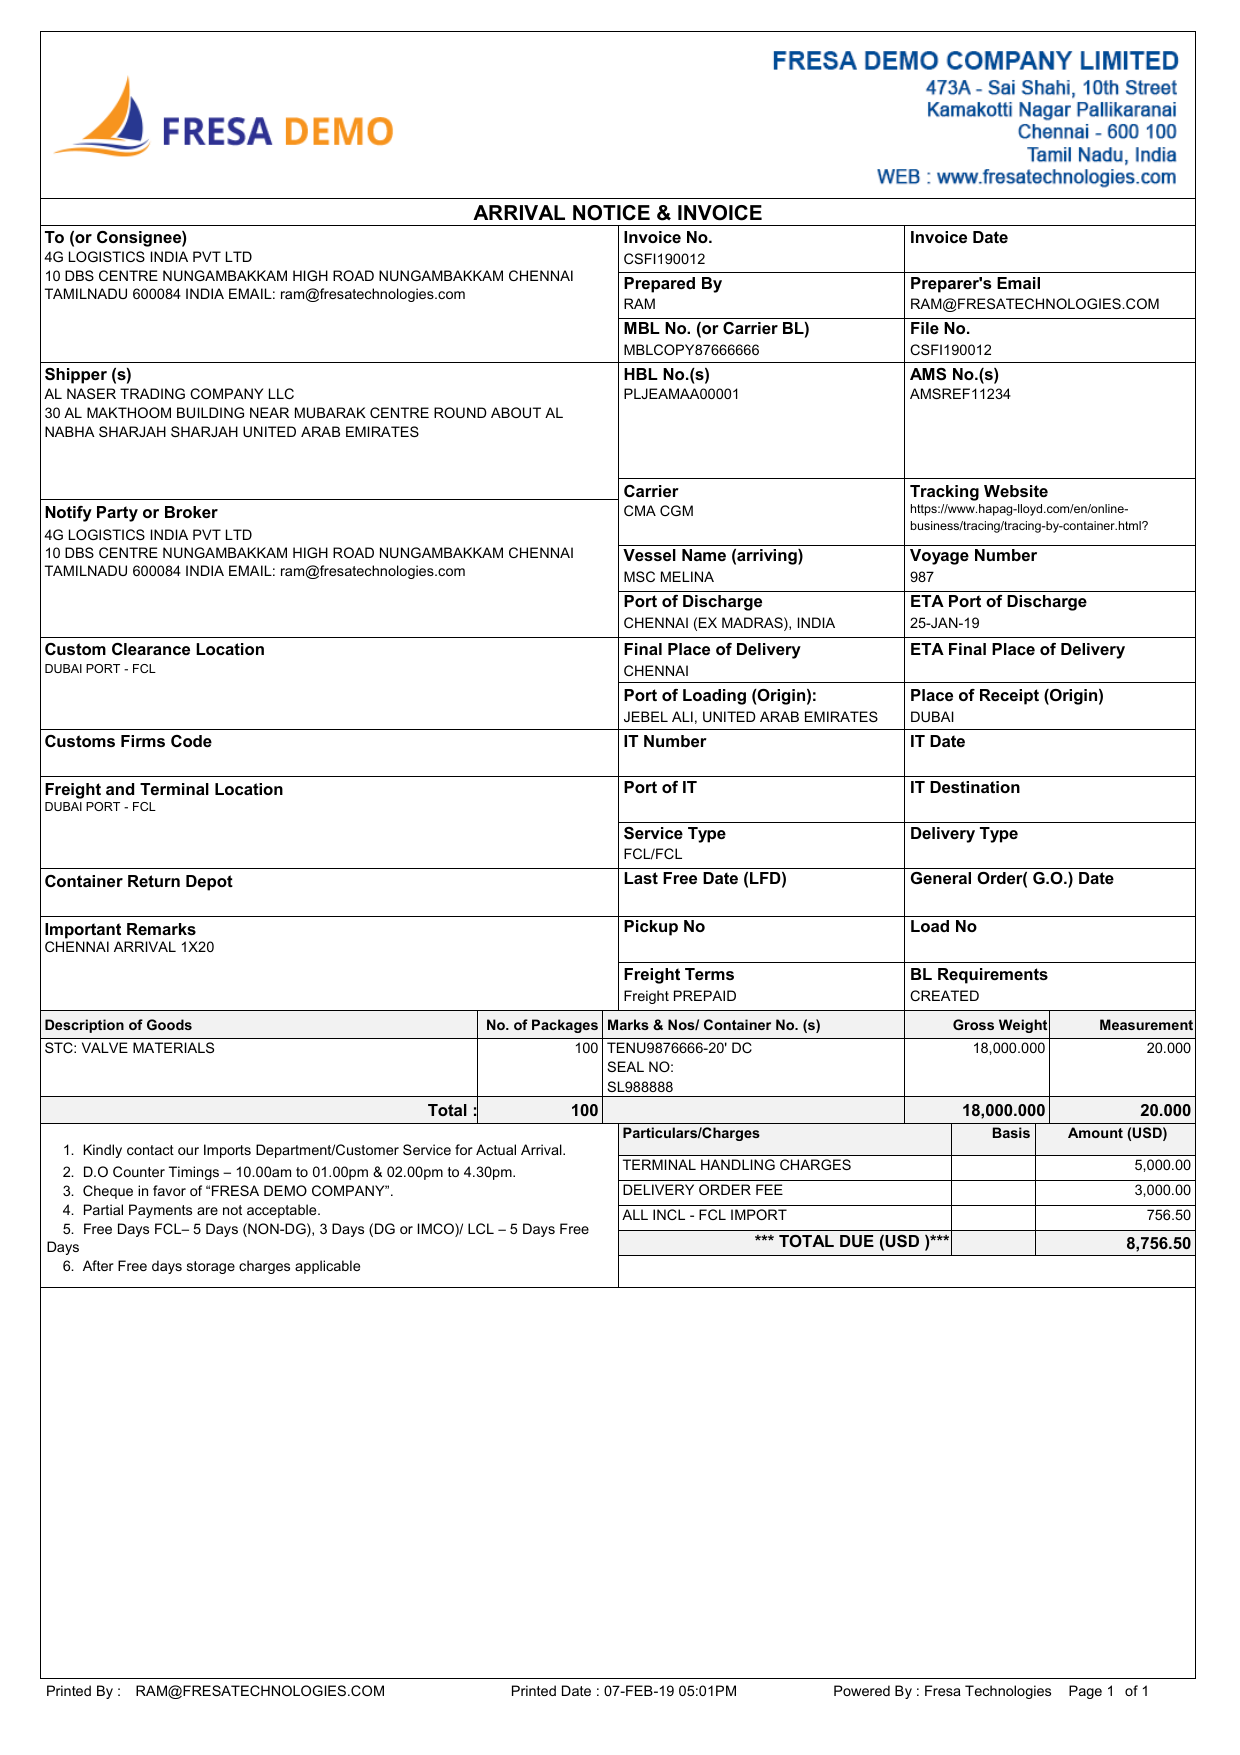 FRESA DEMO
FRESA DEMO COMPANY LIMITED
473A - Sai Shahi, 10th Street
Kamakotti Nagar Pallikaranai
Chennai - 600 100
Tamil Nadu, India
WEB : www.fresatechnologies.com
ARRIVAL NOTICE & INVOICE
To (or Consignee)
4G LOGISTICS INDIA PVT LTD
10 DBS CENTRE NUNGAMBAKKAM HIGH ROAD NUNGAMBAKKAM CHENNAI
TAMILNADU 600084 INDIA EMAIL: ram@fresatechnologies.com
Invoice No.
CSFI190012
Invoice Date
Prepared By
RAM
Preparer's Email
RAM@FRESATECHNOLOGIES.COM
MBL No. (or Carrier BL)
MBLCOPY87666666
File No.
CSFI190012
Shipper (s)
AL NASER TRADING COMPANY LLC
30 AL MAKTHOOM BUILDING NEAR MUBARAK CENTRE ROUND ABOUT AL
NABHA SHARJAH SHARJAH UNITED ARAB EMIRATES
HBL No.(s)
PLJEAMAA00001
AMS No.(s)
AMSREF11234
Notify Party or Broker
4G LOGISTICS INDIA PVT LTD
10 DBS CENTRE NUNGAMBAKKAM HIGH ROAD NUNGAMBAKKAM CHENNAI
TAMILNADU 600084 INDIA EMAIL: ram@fresatechnologies.com
Carrier
CMA CGM
Tracking Website
https://www.hapag-lloyd.com/en/online-
business/tracing/tracing-by-container.html?
Vessel Name (arriving)
MSC MELINA
Voyage Number
987
Port of Discharge
CHENNAI (EX MADRAS), INDIA
ETA Port of Discharge
25-JAN-19
Custom Clearance Location
DUBAI PORT - FCL
Final Place of Delivery
CHENNAI
ETA Final Place of Delivery
Port of Loading (Origin):
JEBEL ALI, UNITED ARAB EMIRATES
Place of Receipt (Origin)
DUBAI
Customs Firms Code
IT Number
IT Date
Freight and Terminal Location
DUBAI PORT - FCL
Port of IT
IT Destination
Service Type
FCL/FCL
Delivery Type
Container Return Depot
Last Free Date (LFD)
General Order( G.O.) Date
Important Remarks
CHENNAI ARRIVAL 1X20
Pickup No
Load No
Freight Terms
Freight PREPAID
BL Requirements
CREATED
Description of Goods No. of Packages Marks & Nos/ Container No. (s) Gross Weight Measurement
STC: VALVE MATERIALS 100 TENU9876666-20' DC 18,000.000 20.000
SEAL NO:
SL988888
Total : 100 18,000.000 20.000
1. Kindly contact our Imports Department/Customer Service for Actual Arrival.
2. D.O Counter Timings – 10.00am to 01.00pm & 02.00pm to 4.30pm.
3. Cheque in favor of “FRESA DEMO COMPANY”.
4. Partial Payments are not acceptable.
5. Free Days FCL– 5 Days (NON-DG), 3 Days (DG or IMCO)/ LCL – 5 Days Free
Days
6. After Free days storage charges applicable
Particulars/Charges Basis Amount (USD)
TERMINAL HANDLING CHARGES 5,000.00
DELIVERY ORDER FEE 3,000.00
ALL INCL - FCL IMPORT 756.50
*** TOTAL DUE (USD )*** 8,756.50
Printed By : RAM@FRESATECHNOLOGIES.COM Printed Date : 07-FEB-19 05:01PM Powered By : Fresa Technologies Page 1 of 1